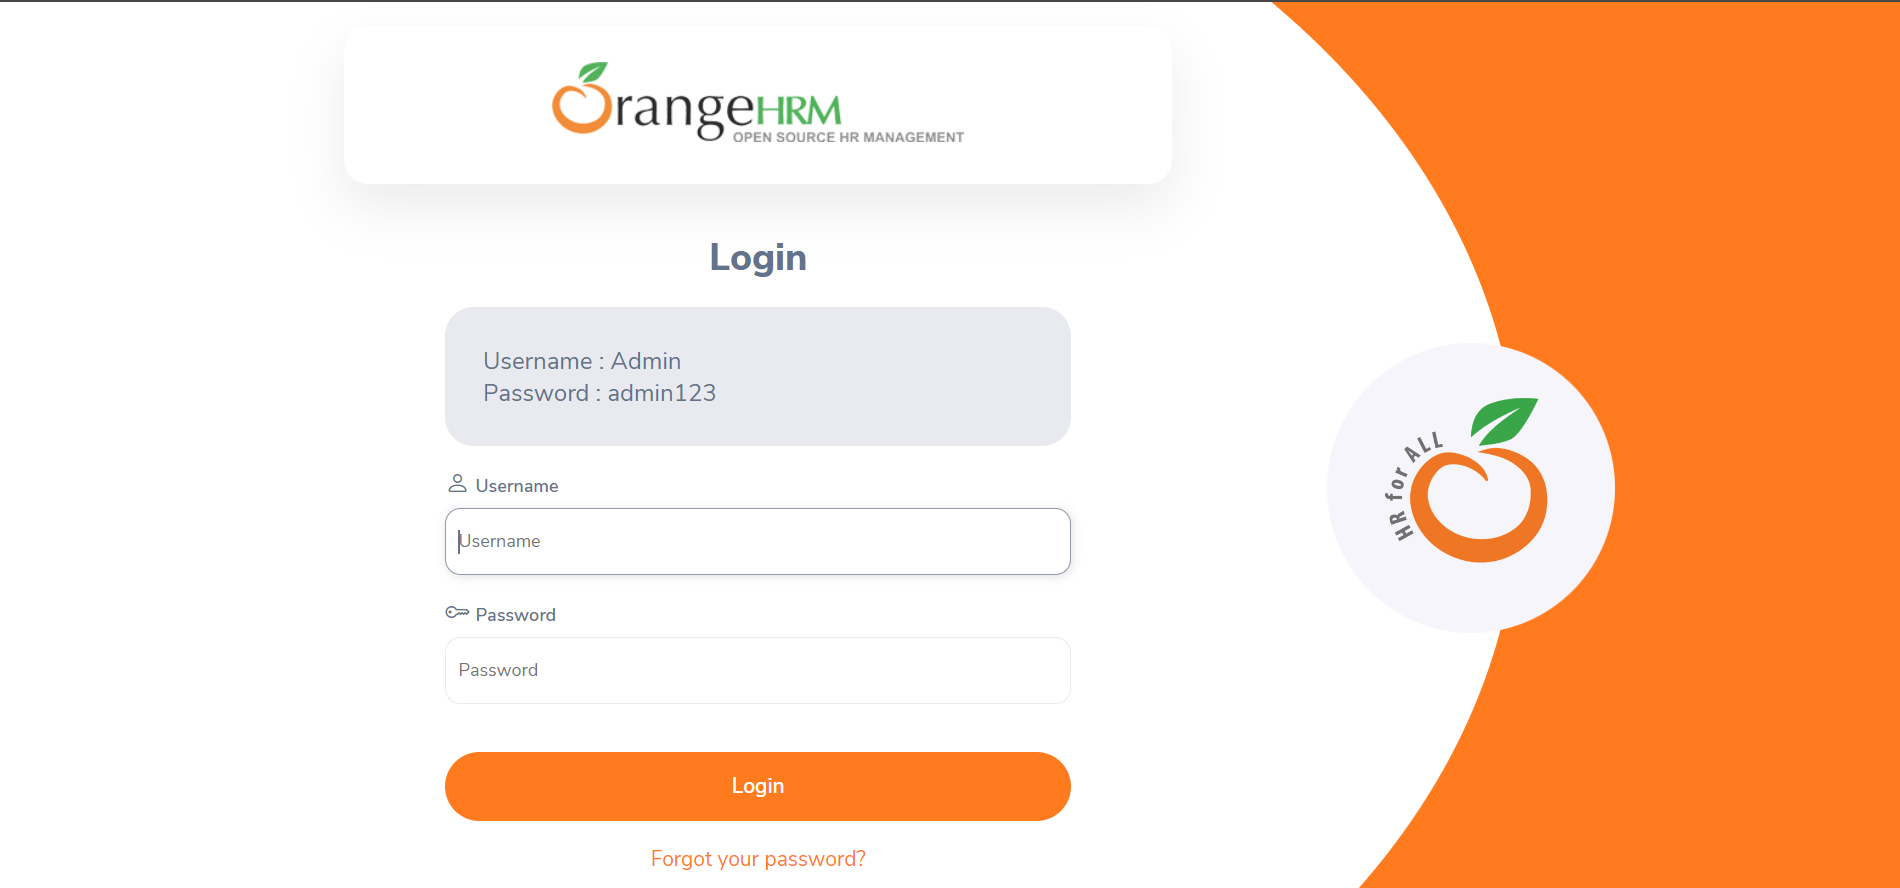 OrangeHRM
OPEN SOURCE HR MANAGEMENT
Login
Username : Admin
Password : admin123
Username
Username
Password
Password
Login
Forgot your password?
HR for ALL